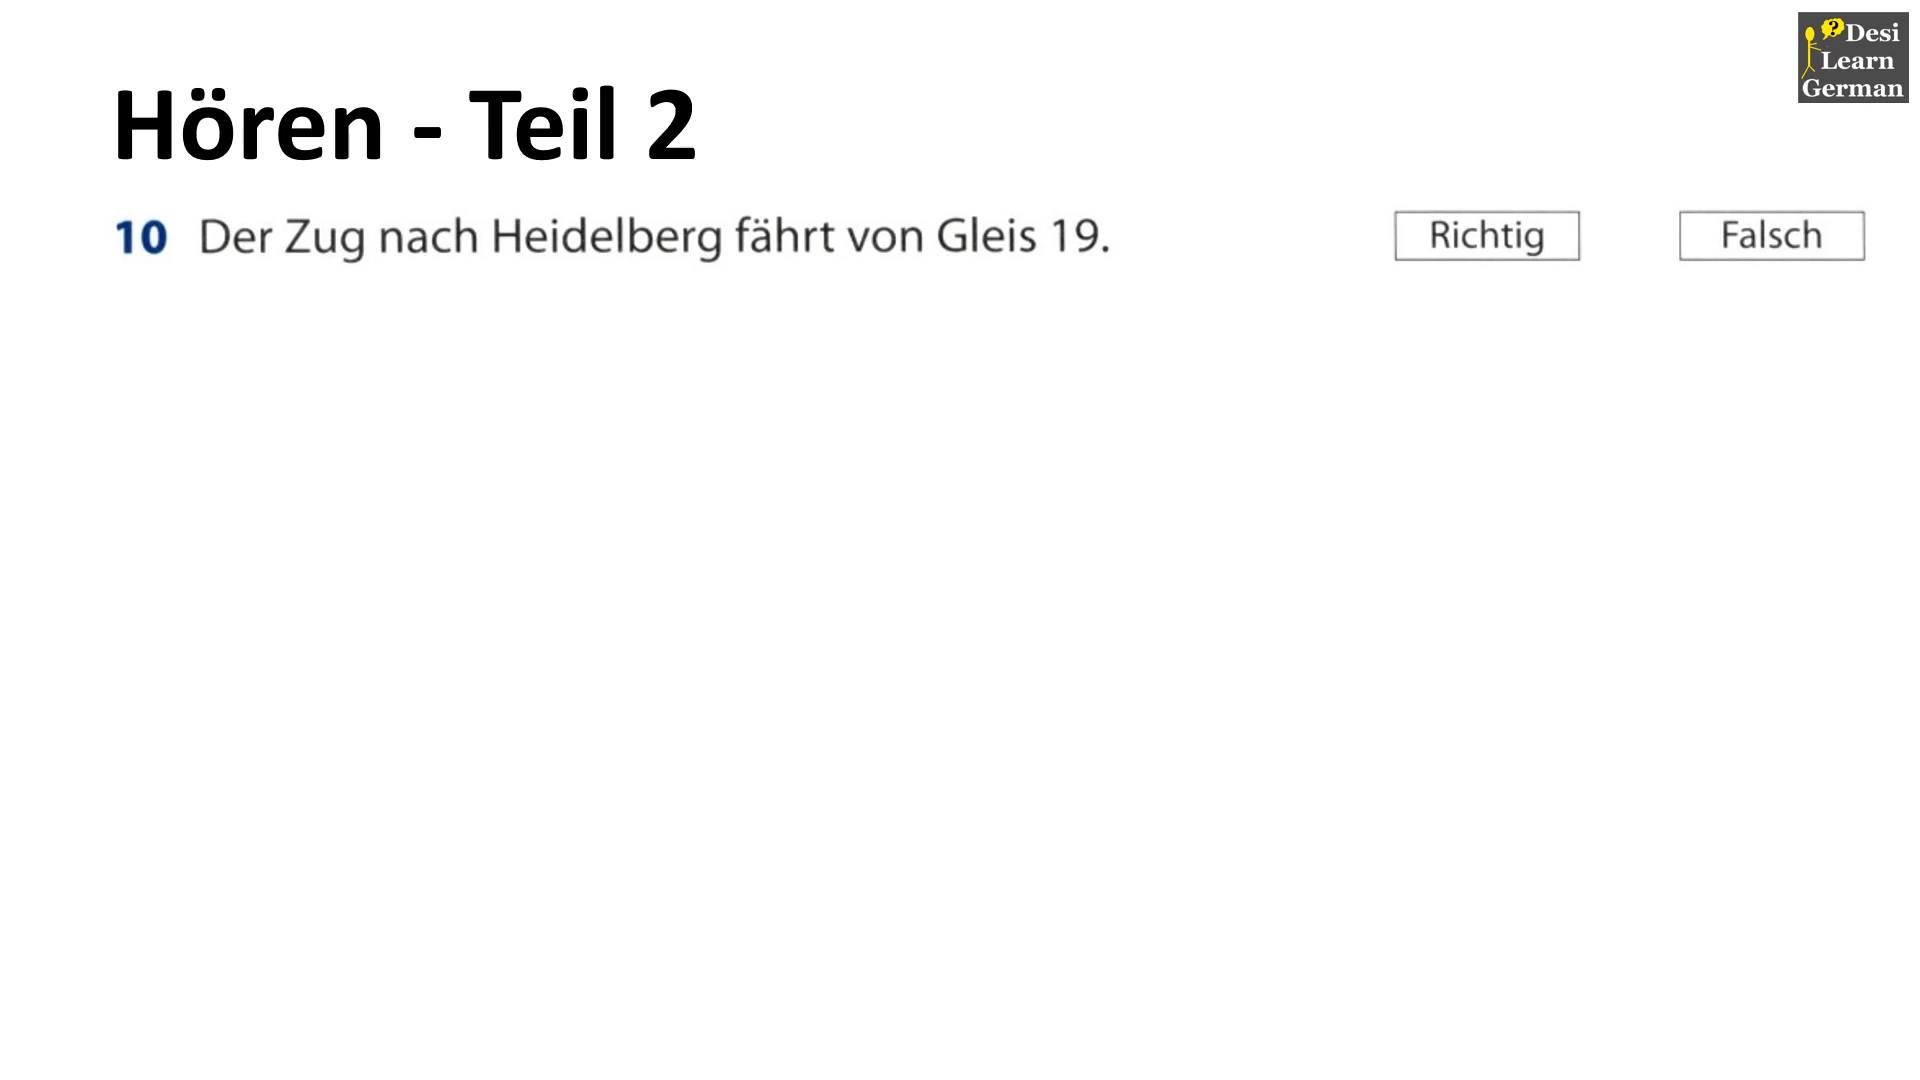 ? Desi
Learn
German
Hören - Teil 2
10 Der Zug nach Heidelberg fährt von Gleis 19. Richtig Falsch